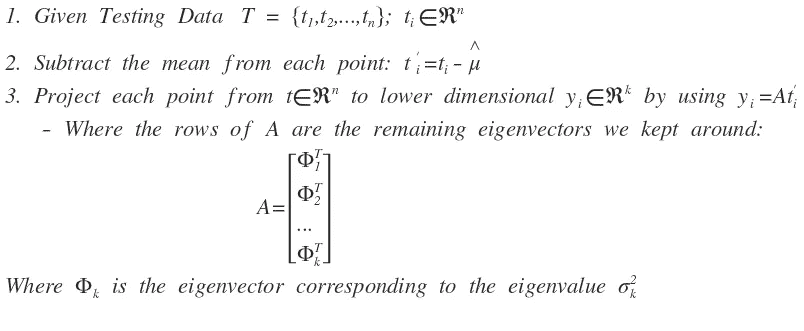 1. Given Testing Data T = {t₁,t₂,...,tₙ}; tᵢ∈ℜⁿ
2. Subtract the mean from each point: t'ᵢ=tᵢ – μ̂
3. Project each point from t∈ℜⁿ to lower dimensional yᵢ∈ℜᵏ by using yᵢ=At'ᵢ
– Where the rows of A are the remaining eigenvectors we kept around:
A=[Φ₁ᵀ
Φ₂ᵀ
...
Φₖᵀ]
Where Φₖ is the eigenvector corresponding to the eigenvalue σₖ²